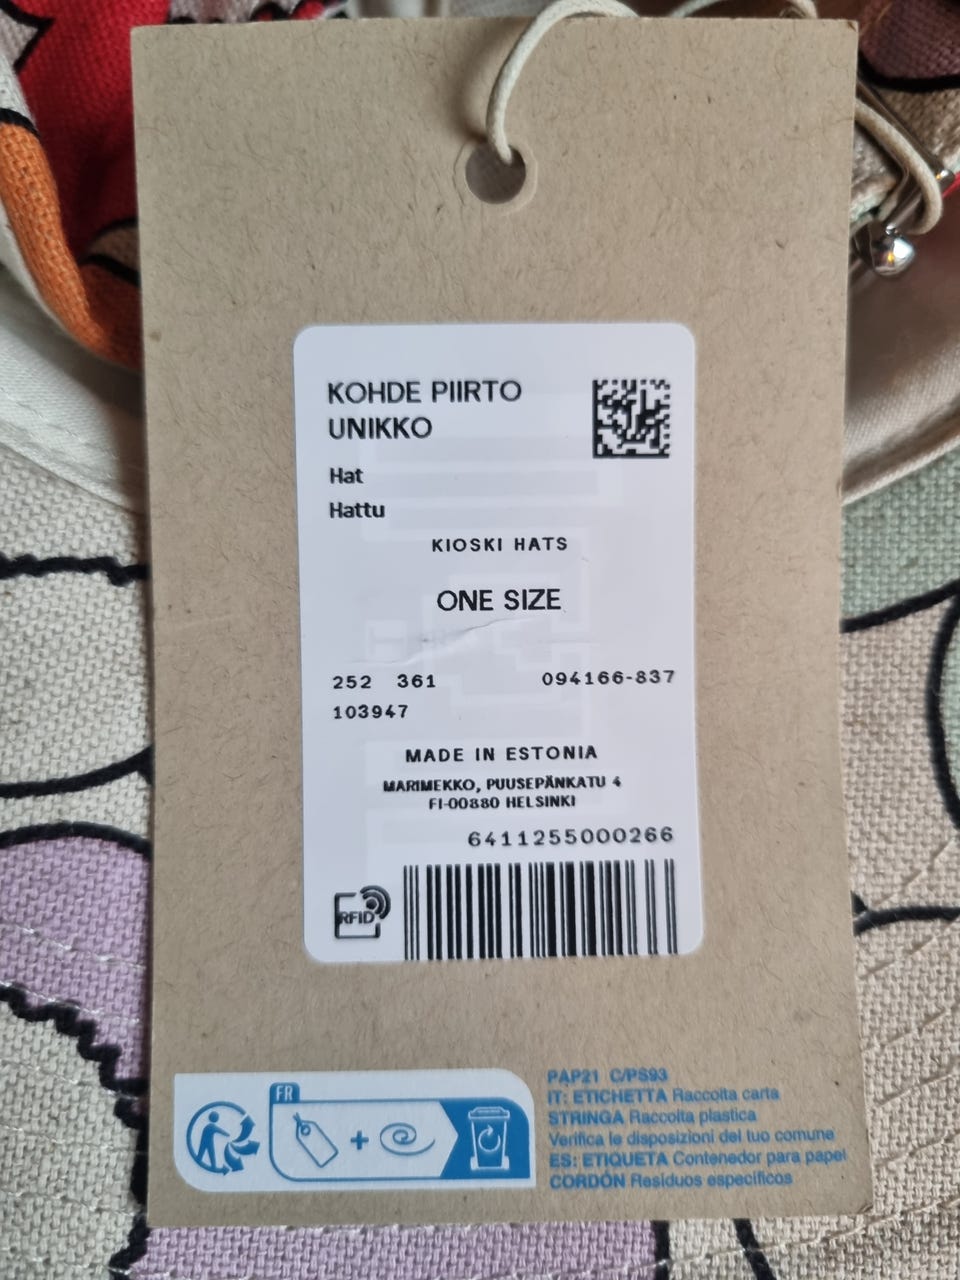 KOHDE PIIRTO
UNIKKO
Hat
Hattu
KIOSKI HATS
ONE SIZE
252 361 094166-837
103947
MADE IN ESTONIA
MARIMEKKO, PUUSEPÄNKATU 4
FI-00880 HELSINKI
6411255000266
RFID
FR
PAP21 C/PS93
IT: ETICHETTA Raccolta carta
STRINGA Raccolta plastica
Verifica le disposizioni del tuo comune
ES: ETIQUETA Contenedor para papel
CORDÓN Residuos específicos